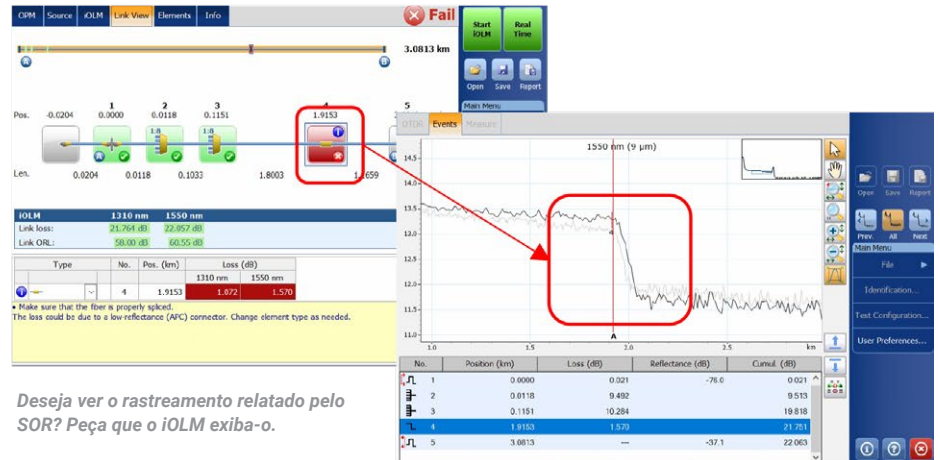 OPM Source iOLM Link View Elements Info
Fail
Start iOLM
Real Time
3.0813 km
A B
Open Save Report
Main Menu
1 2 3 4 5
Pos. -0.0204 0.0000 0.0118 0.1151 1.9153
1:8 1:8
A
Len. 0.0204 0.0118 0.1033 1.8003
iOLM 1310 nm 1550 nm
Link loss: 21.764 dB 22.057 dB
Link ORL: 58.00 dB 60.55 dB
Type No. Pos. (km) Loss (dB)
1310 nm 1550 nm
4 1.9153 1.872 1.570
• Make sure that the fiber is properly spliced.
The loss could be due to a low-reflectance (APC) connector. Change element type as needed.
Deseja ver o rastreamento relatado pelo
SOR? Peça que o iOLM exiba-o.
OTDR Events Measure
1550 nm (9 µm)
14.5
14.0
13.5
13.0
12.5
12.0
11.5
11.0
4
A
1.0 1.5 2.0 2.5 km
No. Position (km) Loss (dB) Reflectance (dB) Cumul. (dB)
1 0.0000 0.021 -76.0 0.021
2 0.0118 9.492 9.513
3 0.1151 10.284 19.818
4 1.9153 1.570 21.751
5 3.0813 --- -37.1 22.063
Open Save Report
Prev. All Next
Main Menu
File
Identification...
Test Configuration...
User Preferences...